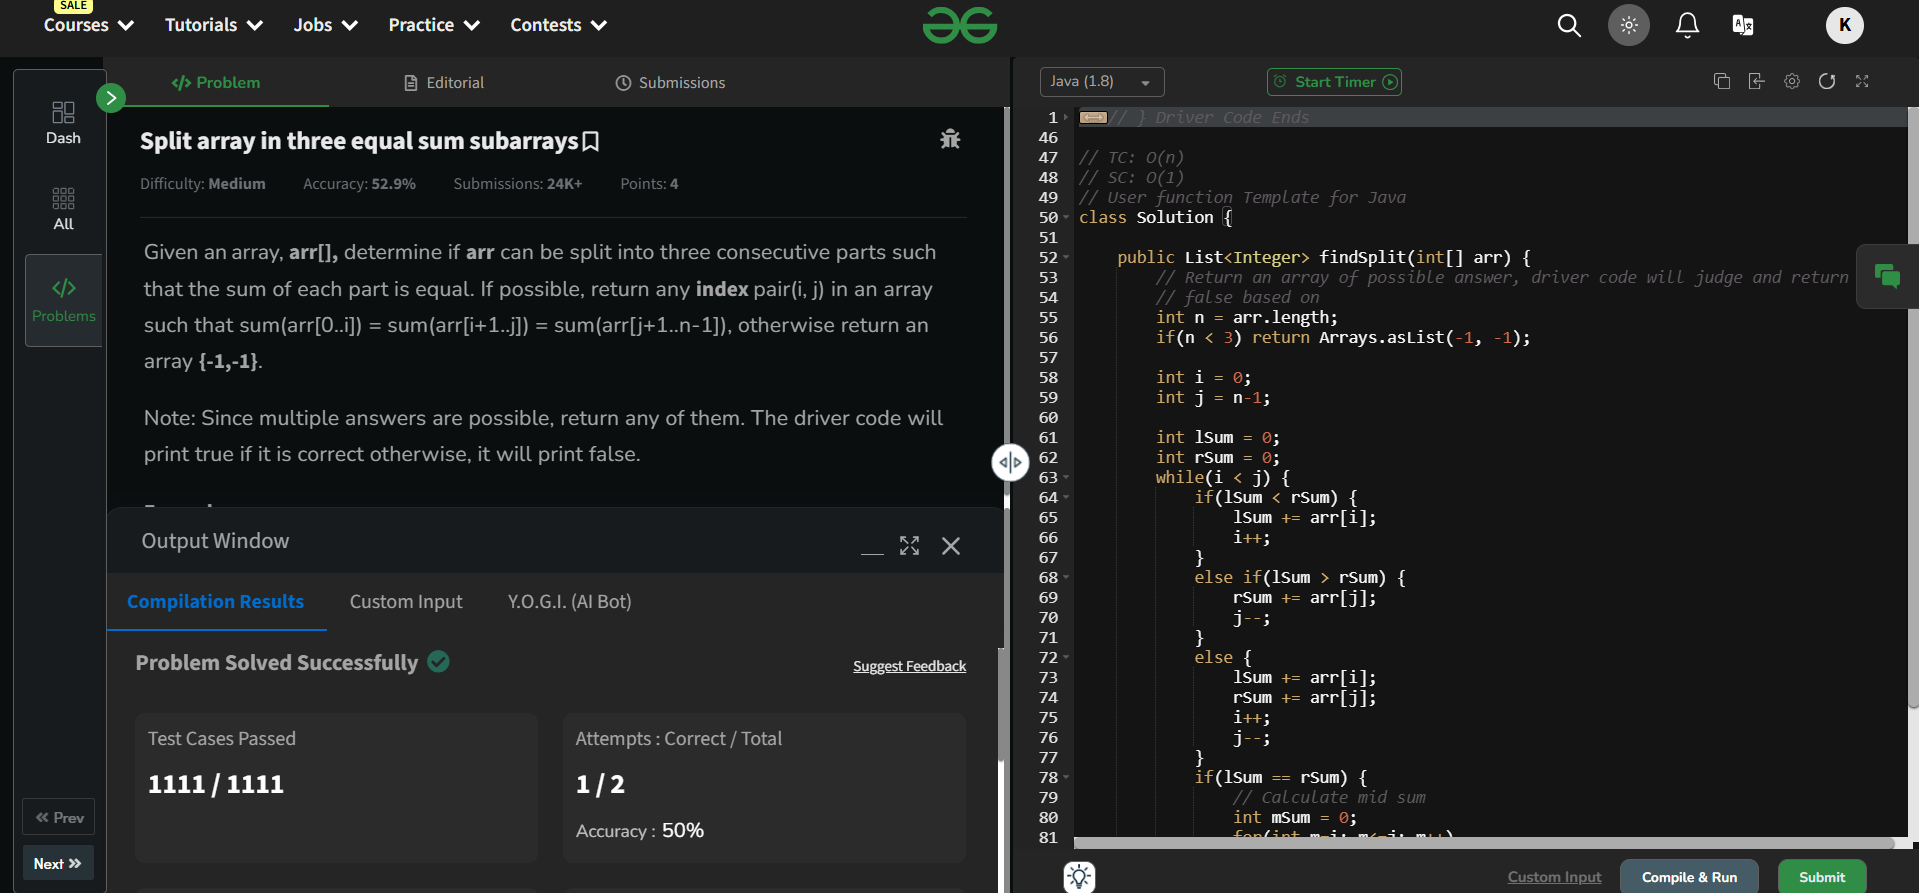 SALE
Courses Tutorials Jobs Practice Contests
K
Dash
All
Problems
Prev
Next
Problem Editorial Submissions
Split array in three equal sum subarrays
Difficulty: Medium Accuracy: 52.9% Submissions: 24K+ Points: 4
Given an array, arr[], determine if arr can be split into three consecutive parts such
that the sum of each part is equal. If possible, return any index pair(i, j) in an array
such that sum(arr[0..i]) = sum(arr[i+1..j]) = sum(arr[j+1..n-1]), otherwise return an
array {-1,-1}.
Note: Since multiple answers are possible, return any of them. The driver code will
print true if it is correct otherwise, it will print false.
Output Window
Compilation Results Custom Input Y.O.G.I. (AI Bot)
Problem Solved Successfully
Suggest Feedback
Test Cases Passed
1111 / 1111
Attempts : Correct / Total
1 / 2
Accuracy : 50%
Java (1.8) Start Timer
1 // } Driver Code Ends
46
47 // TC: O(n)
48 // SC: O(1)
49 // User function Template for Java
50 class Solution {
51
52 public List<Integer> findSplit(int[] arr) {
53 // Return an array of possible answer, driver code will judge and return
54 // false based on
55 int n = arr.length;
56 if(n < 3) return Arrays.asList(-1, -1);
57
58 int i = 0;
59 int j = n-1;
60
61 int lSum = 0;
62 int rSum = 0;
63 while(i < j) {
64 if(lSum < rSum) {
65 lSum += arr[i];
66 i++;
67 }
68 else if(lSum > rSum) {
69 rSum += arr[j];
70 j--;
71 }
72 else {
73 lSum += arr[i];
74 rSum += arr[j];
75 i++;
76 j--;
77 }
78 if(lSum == rSum) {
79 // Calculate mid sum
80 int mSum = 0;
81 for(int m=i; m<=j; m++)
Custom Input Compile & Run Submit